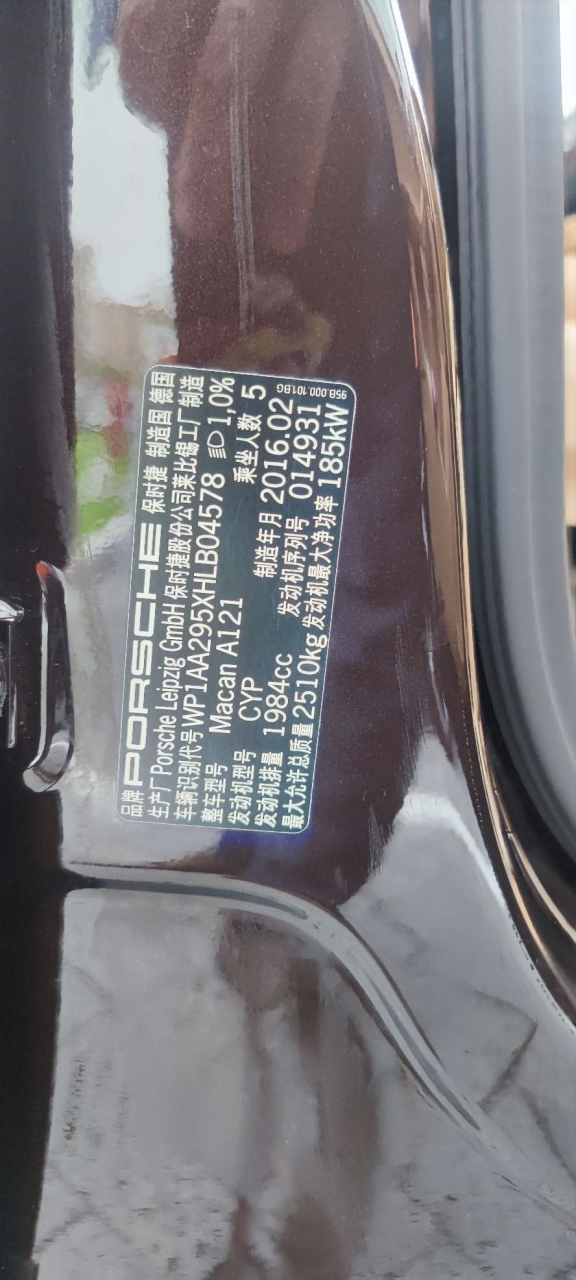 品牌 PORSCHE 保时捷 制造国 德国
生产厂 Porsche Leipzig GmbH 保时捷股份公司莱比锡工厂 制造
车辆识别代号 WP1AA295XHLB04578 1,0%
整车型号 Macan A121 乘坐人数 5
发动机型号 CYP 制造年月 2016.02
发动机排量 1984cc 发动机序列号 014931
最大允许总质量 2510kg 发动机最大净功率 185kW
95B.000.101.BG